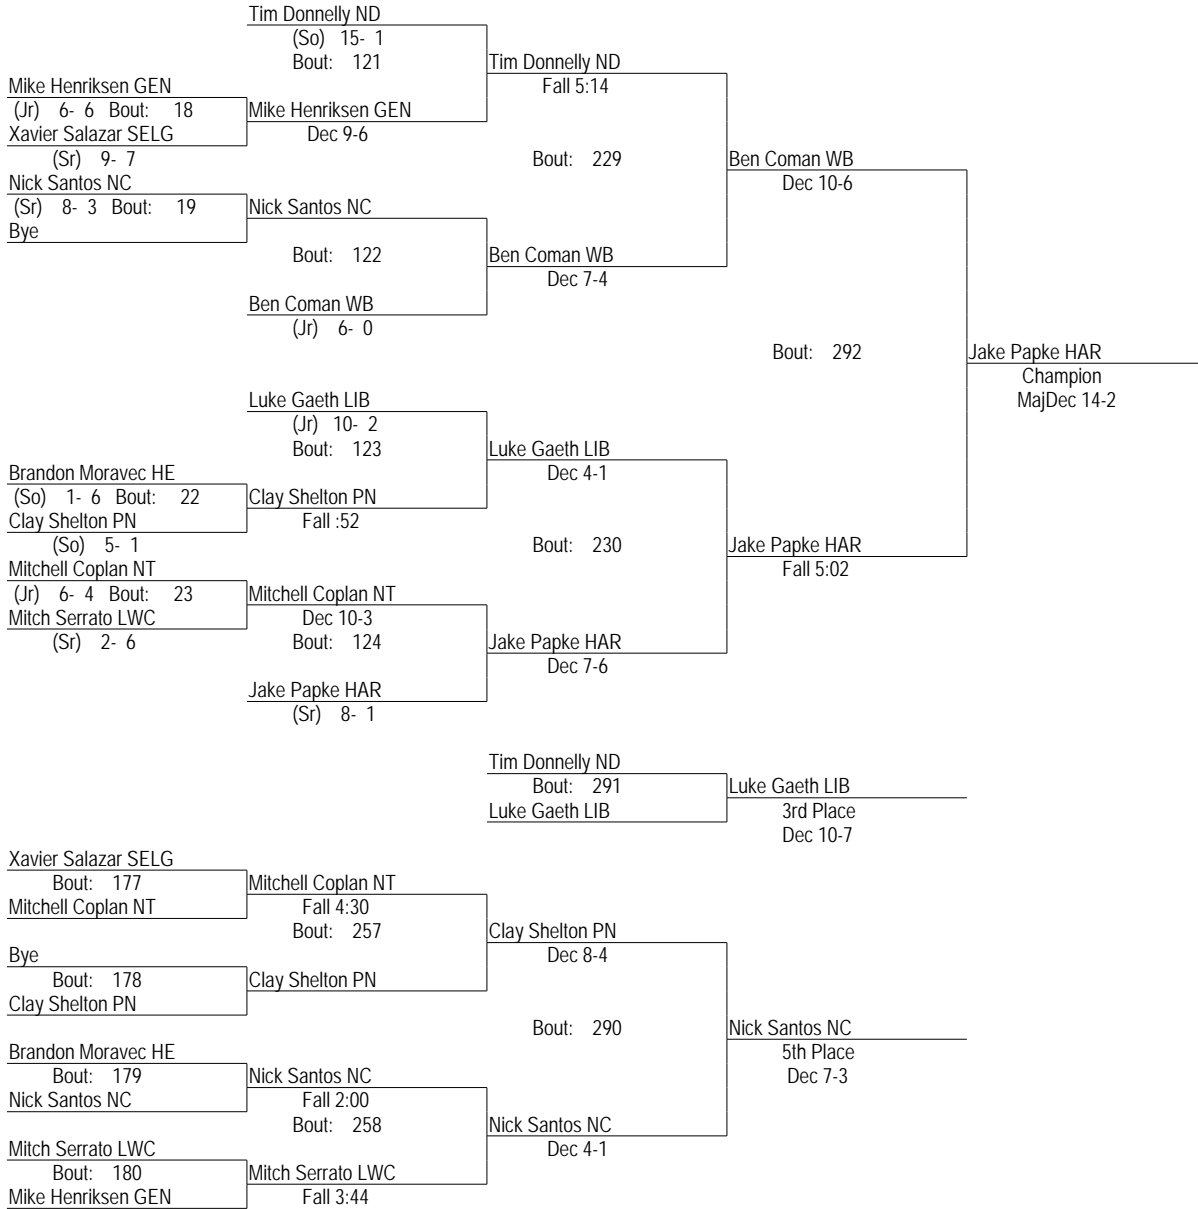 Tim Donnelly ND
(So) 15- 1
Bout: 121
Tim Donnelly ND
Fall 5:14
Mike Henriksen GEN
(Jr) 6- 6 Bout: 18
Mike Henriksen GEN
Xavier Salazar SELG
Dec 9-6
(Sr) 9- 7
Bout: 229
Ben Coman WB
Nick Santos NC
Dec 10-6
(Sr) 8- 3 Bout: 19
Nick Santos NC
Bye
Bout: 122
Ben Coman WB
Dec 7-4
Ben Coman WB
(Jr) 6- 0
Bout: 292
Jake Papke HAR
Champion
MajDec 14-2
Luke Gaeth LIB
(Jr) 10- 2
Bout: 123
Luke Gaeth LIB
Dec 4-1
Brandon Moravec HE
(So) 1- 6 Bout: 22
Clay Shelton PN
Clay Shelton PN
Fall :52
(So) 5- 1
Bout: 230
Jake Papke HAR
Fall 5:02
Mitchell Coplan NT
(Jr) 6- 4 Bout: 23
Mitchell Coplan NT
Mitch Serrato LWC
Dec 10-3
(Sr) 2- 6
Bout: 124
Jake Papke HAR
Dec 7-6
Jake Papke HAR
(Sr) 8- 1
Tim Donnelly ND
Bout: 291
Luke Gaeth LIB
Luke Gaeth LIB
3rd Place
Dec 10-7
Xavier Salazar SELG
Bout: 177
Mitchell Coplan NT
Mitchell Coplan NT
Fall 4:30
Bout: 257
Clay Shelton PN
Dec 8-4
Bye
Bout: 178
Clay Shelton PN
Clay Shelton PN
Bout: 290
Nick Santos NC
5th Place
Dec 7-3
Brandon Moravec HE
Bout: 179
Nick Santos NC
Nick Santos NC
Fall 2:00
Bout: 258
Nick Santos NC
Dec 4-1
Mitch Serrato LWC
Bout: 180
Mitch Serrato LWC
Mike Henriksen GEN
Fall 3:44